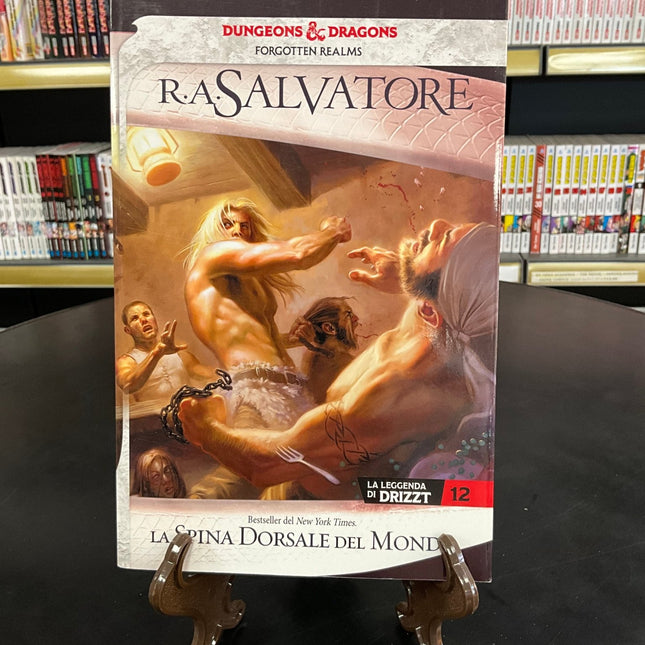 DUNGEONS & DRAGONS
FORGOTTEN REALMS
R.A.SALVATORE
LA LEGGENDA
DI DRIZZT 12
Bestseller del New York Times.
LA SPINA DORSALE DEL MOND